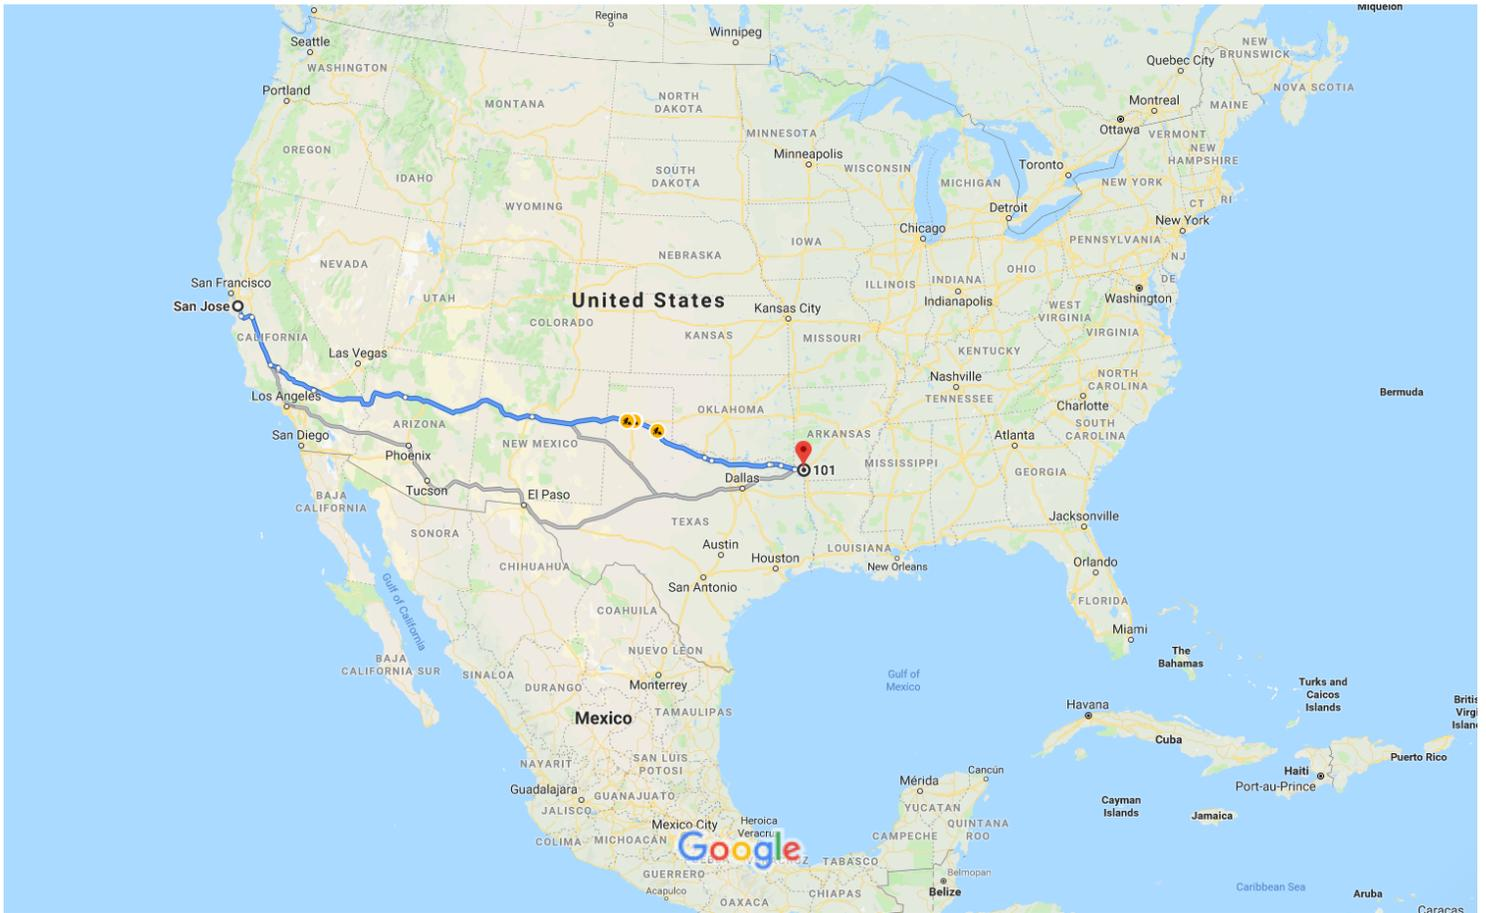 Miquelon
Regina
Winnipeg
Seattle
WASHINGTON
NEW
BRUNSWICK
Quebec City
NOVA SCOTIA
Portland
MONTANA
NORTH
DAKOTA
Montreal
MAINE
Ottawa
VERMONT
MINNESOTA
NEW
HAMPSHIRE
OREGON
Minneapolis
WISCONSIN
Toronto
IDAHO
SOUTH
DAKOTA
MICHIGAN
NEW YORK
WYOMING
Detroit
CT
RI
New York
Chicago
IOWA
PENNSYLVANIA
NEBRASKA
NJ
NEVADA
OHIO
DE
San Francisco
UTAH
United States
ILLINOIS
INDIANA
Indianapolis
Washington
San Jose
Kansas City
WEST
VIRGINIA
COLORADO
KANSAS
MISSOURI
VIRGINIA
CALIFORNIA
Las Vegas
KENTUCKY
Nashville
NORTH
CAROLINA
Bermuda
Los Angeles
TENNESSEE
Charlotte
OKLAHOMA
ARIZONA
ARKANSAS
SOUTH
CAROLINA
San Diego
NEW MEXICO
Atlanta
Phoenix
MISSISSIPPI
GEORGIA
101
Dallas
Tucson
El Paso
BAJA
CALIFORNIA
Jacksonville
TEXAS
SONORA
Austin
LOUISIANA
Houston
New Orleans
CHIHUAHUA
Orlando
San Antonio
Gulf of California
COAHUILA
FLORIDA
Miami
NUEVO LEON
The
Bahamas
BAJA
CALIFORNIA SUR
SINALOA
Gulf of
Mexico
Monterrey
DURANGO
Turks and
Caicos
Islands
Britis
Virgi
Islan
Havana
Mexico
TAMAULIPAS
Cuba
Puerto Rico
NAYARIT
SAN LUIS
POTOSI
Cancún
Haiti
Mérida
Port-au-Prince
Guadalajara
GUANAJUATO
Cayman
Islands
JALISCO
YUCATAN
Jamaica
Mexico City
Heroica
Veracru
QUINTANA
ROO
COLIMA
MICHOACÁN
CAMPECHE
Google
TABASCO
GUERRERO
Belmopan
Acapulco
Belize
Caribbean Sea
CHIAPAS
Aruba
OAXACA
Caracas